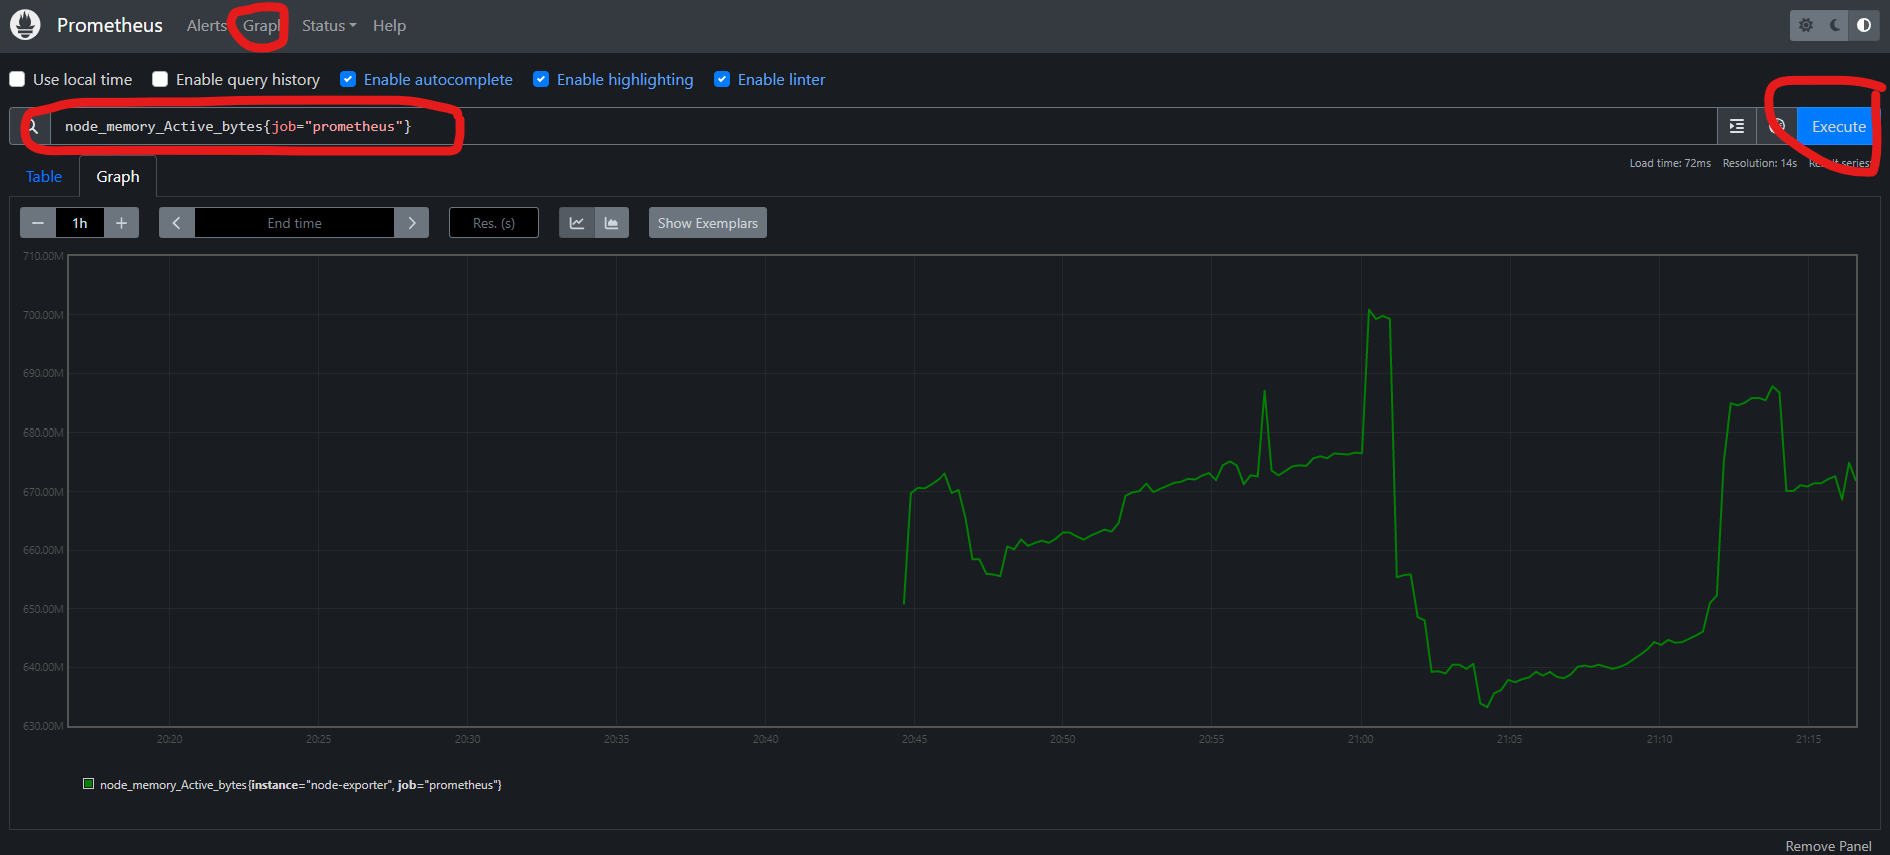 Prometheus Alerts Graph Status Help
Use local time Enable query history Enable autocomplete Enable highlighting Enable linter
node_memory_Active_bytes{job="prometheus"} Execute
Load time: 72ms Resolution: 14s Result series:
Table Graph
1h End time Res. (s) Show Exemplars
710.00M
700.00M
690.00M
680.00M
670.00M
660.00M
650.00M
640.00M
630.00M
20:20 20:25 20:30 20:35 20:40 20:45 20:50 20:55 21:00 21:05 21:10 21:15
node_memory_Active_bytes{instance="node-exporter", job="prometheus"}
Remove Panel